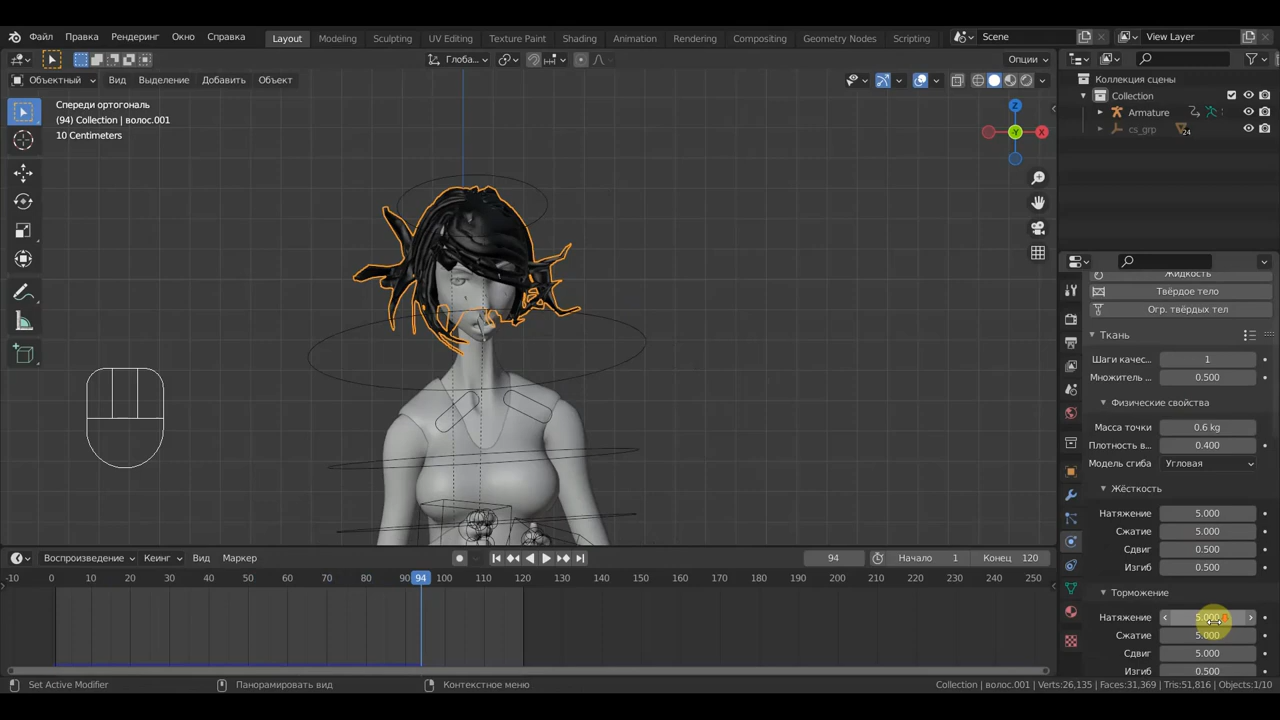 Файл Правка Рендеринг Окно Справка Layout Modeling Sculpting UV Editing Texture Paint Shading Animation Rendering Compositing Geometry Nodes Scripting Scene View Layer
Глоба... Опции
Объектный Вид Выделение Добавить Объект
Спереди ортогональ
(94) Collection | волос.001
10 Centimeters
Z
Y
X
Коллекция сцены
Collection
Armature
cs_grp 24
Жидкость
Твёрдое тело
Огр. твёрдых тел
Ткань
Шаги качес... 1
Множитель ... 0.500
Физические свойства
Масса точки 0.6 kg
Плотность в... 0.400
Модель сгиба Угловая
Жёсткость
Натяжение 5.000
Сжатие 5.000
Сдвиг 0.500
Изгиб 0.500
Торможение
Натяжение 5.000
Сжатие 5.000
Сдвиг 5.000
Изгиб 0.500
Воспроизведение Кеинг Вид Маркер 94 Начало 1 Конец 120
-10 0 10 20 30 40 50 60 70 80 90 94 100 110 120 130 140 150 160 170 180 190 200 210 220 230 240 250
Set Active Modifier Панорамировать вид Контекстное меню Collection | волос.001 | Verts:26,135 | Faces:31,369 | Tris:51,816 | Objects:1/10